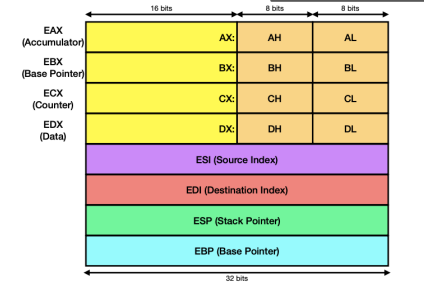 16 bits 8 bits 8 bits
EAX
(Accumulator)
AX: AH AL
EBX
(Base Pointer)
BX: BH BL
ECX
(Counter)
CX: CH CL
EDX
(Data)
DX: DH DL
ESI (Source Index)
EDI (Destination Index)
ESP (Stack Pointer)
EBP (Base Pointer)
32 bits